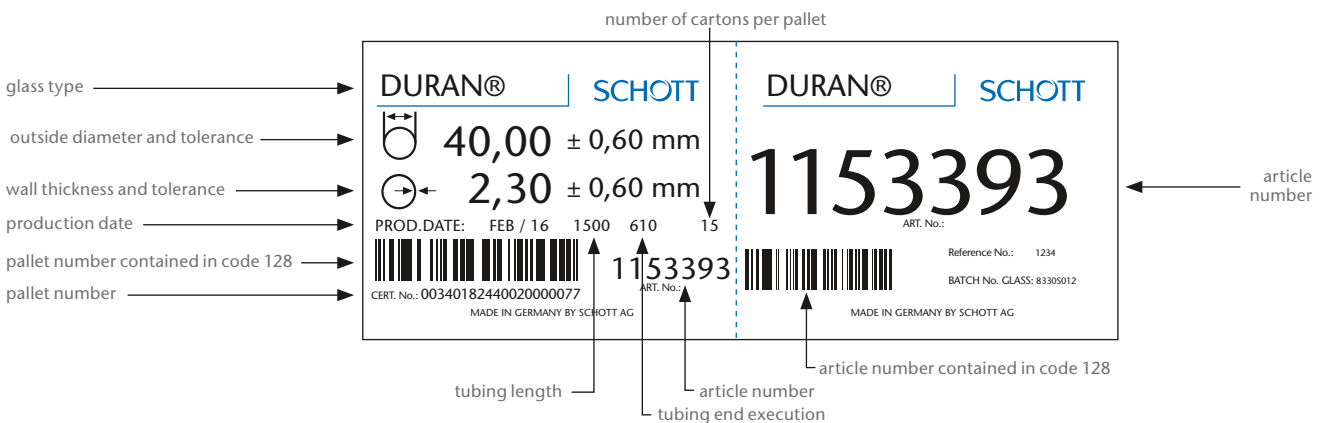 number of cartons per pallet
glass type
DURAN®
SCHOTT
DURAN®
SCHOTT
outside diameter and tolerance
40,00 ± 0,60 mm
wall thickness and tolerance
2,30 ± 0,60 mm
1153393
ART. No.:
article
number
production date
PROD.DATE: FEB / 16 1500 610 15
pallet number contained in code 128
1153393
ART. No.:
Reference No.: 1234
BATCH No. GLASS: 8330S012
pallet number
CERT. No.: 00340182440020000077
MADE IN GERMANY BY SCHOTT AG
MADE IN GERMANY BY SCHOTT AG
article number contained in code 128
tubing length
article number
tubing end execution